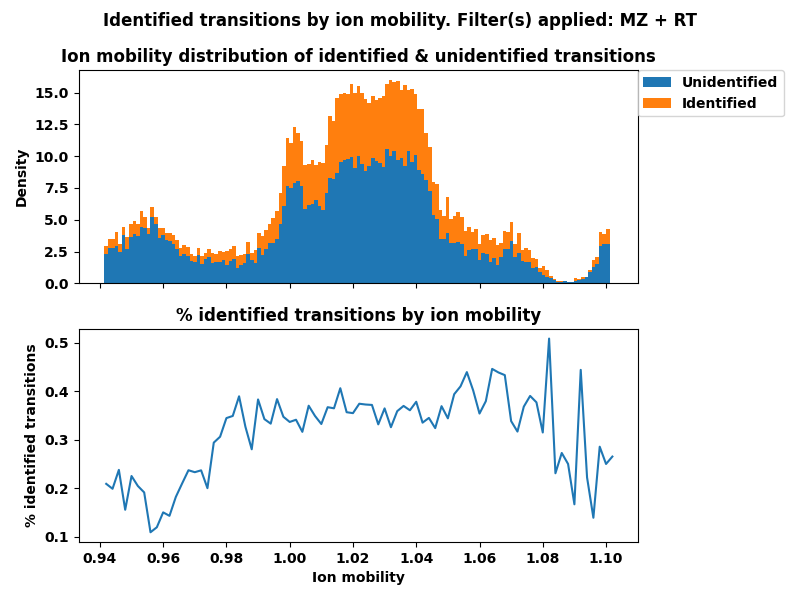 Identified transitions by ion mobility. Filter(s) applied: MZ + RT
Ion mobility distribution of identified & unidentified transitions
Unidentified
Identified
15.0
12.5
10.0
7.5
5.0
2.5
0.0
Density
% identified transitions by ion mobility
0.5
0.4
0.3
0.2
0.1
% identified transitions
0.94 0.96 0.98 1.00 1.02 1.04 1.06 1.08 1.10
Ion mobility